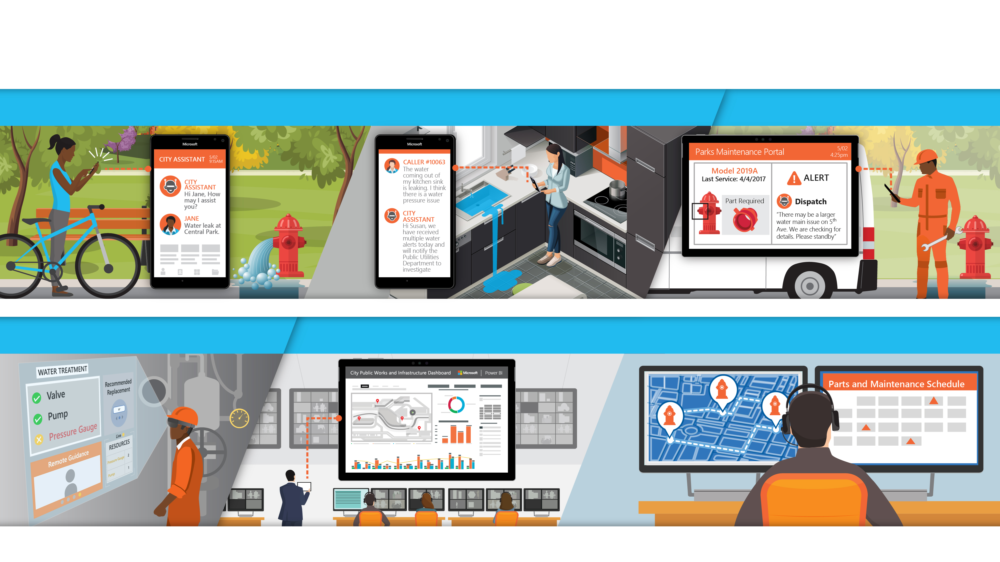 Microsoft
CITY ASSISTANT
5/02
9:15AM
CITY
ASSISTANT
Hi Jane, How
may I assist
you?
JANE
Water leak at
Central Park.
Microsoft
CALLER #10063
The water
coming out of
my kitchen sink
is leaking. I think
there is a water
pressure issue
CITY
ASSISTANT
Hi Susan, we
have received
multiple water
alerts today and
will notify the
Public Utilities
Department to
investigate
Parks Maintenance Portal
5/02
4:25pm
Model 2019A
Last Service: 4/4/2017
Part Required
ALERT
Dispatch
“There may be a larger
water main issue on 5th
Ave. We are checking for
details. Please standby”
WATER TREATMENT
Valve
Pump
Pressure Gauge
Recommended
Replacement
Live
RESOURCES
Pressure Gauge 2
Pump 1
Remote Guidance
City Public Works and Infrastructure Dashboard
Microsoft | Power BI
Parts and Maintenance Schedule